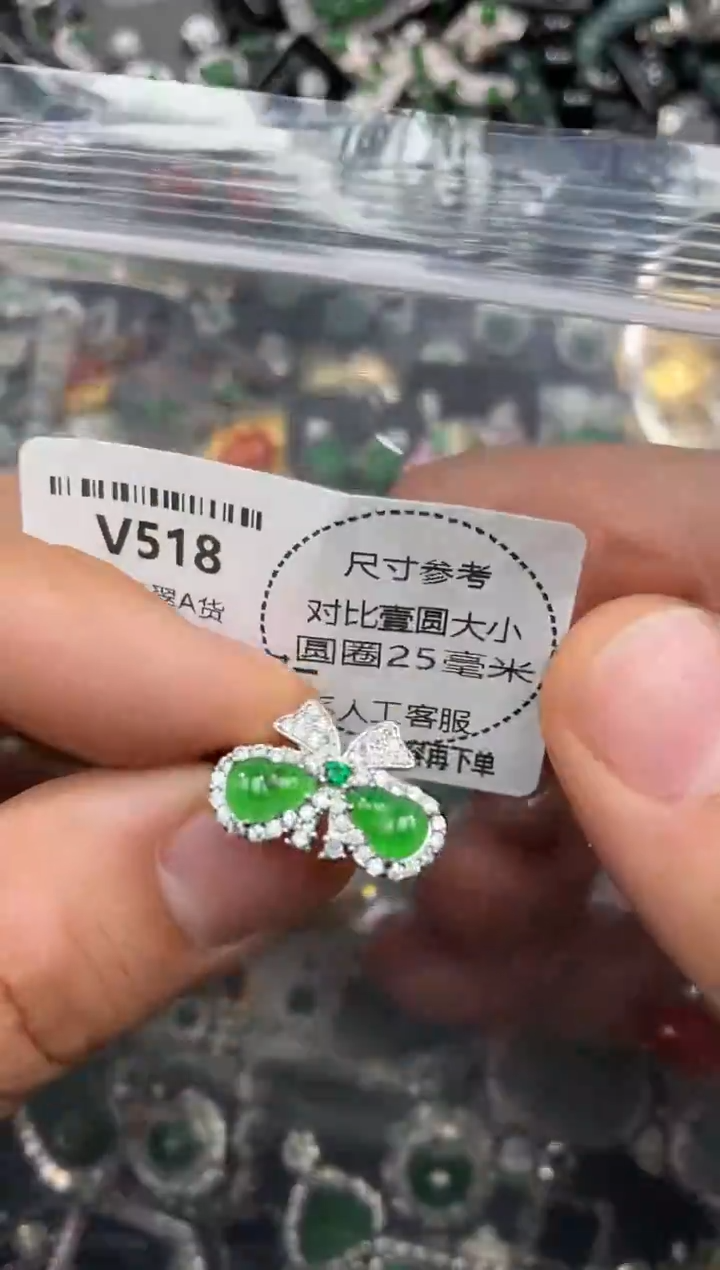 V518
翠A货
尺寸参考
对比壹圆大小
圆圈25毫米
人工客服
再下单